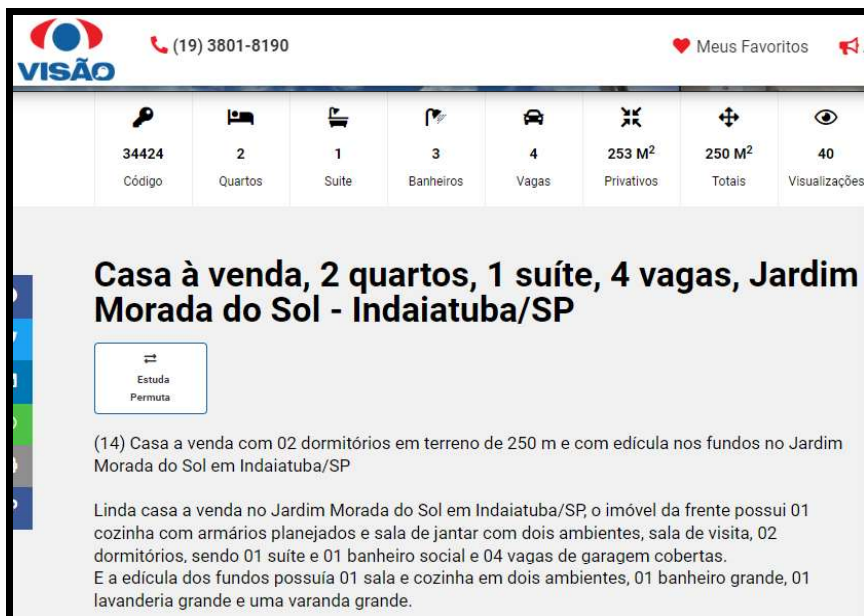 VISÃO
(19) 3801-8190
Meus Favoritos
34424
Código
2
Quartos
1
Suite
3
Banheiros
4
Vagas
253 M²
Privativos
250 M²
Totais
40
Visualizações
Casa à venda, 2 quartos, 1 suíte, 4 vagas, Jardim
Morada do Sol - Indaiatuba/SP
Estuda
Permuta
(14) Casa a venda com 02 dormitórios em terreno de 250 m e com edícula nos fundos no Jardim
Morada do Sol em Indaiatuba/SP
Linda casa a venda no Jardim Morada do Sol em Indaiatuba/SP, o imóvel da frente possui 01
cozinha com armários planejados e sala de jantar com dois ambientes, sala de visita, 02
dormitórios, sendo 01 suíte e 01 banheiro social e 04 vagas de garagem cobertas.
E a edícula dos fundos possuía 01 sala e cozinha em dois ambientes, 01 banheiro grande, 01
lavanderia grande e uma varanda grande.